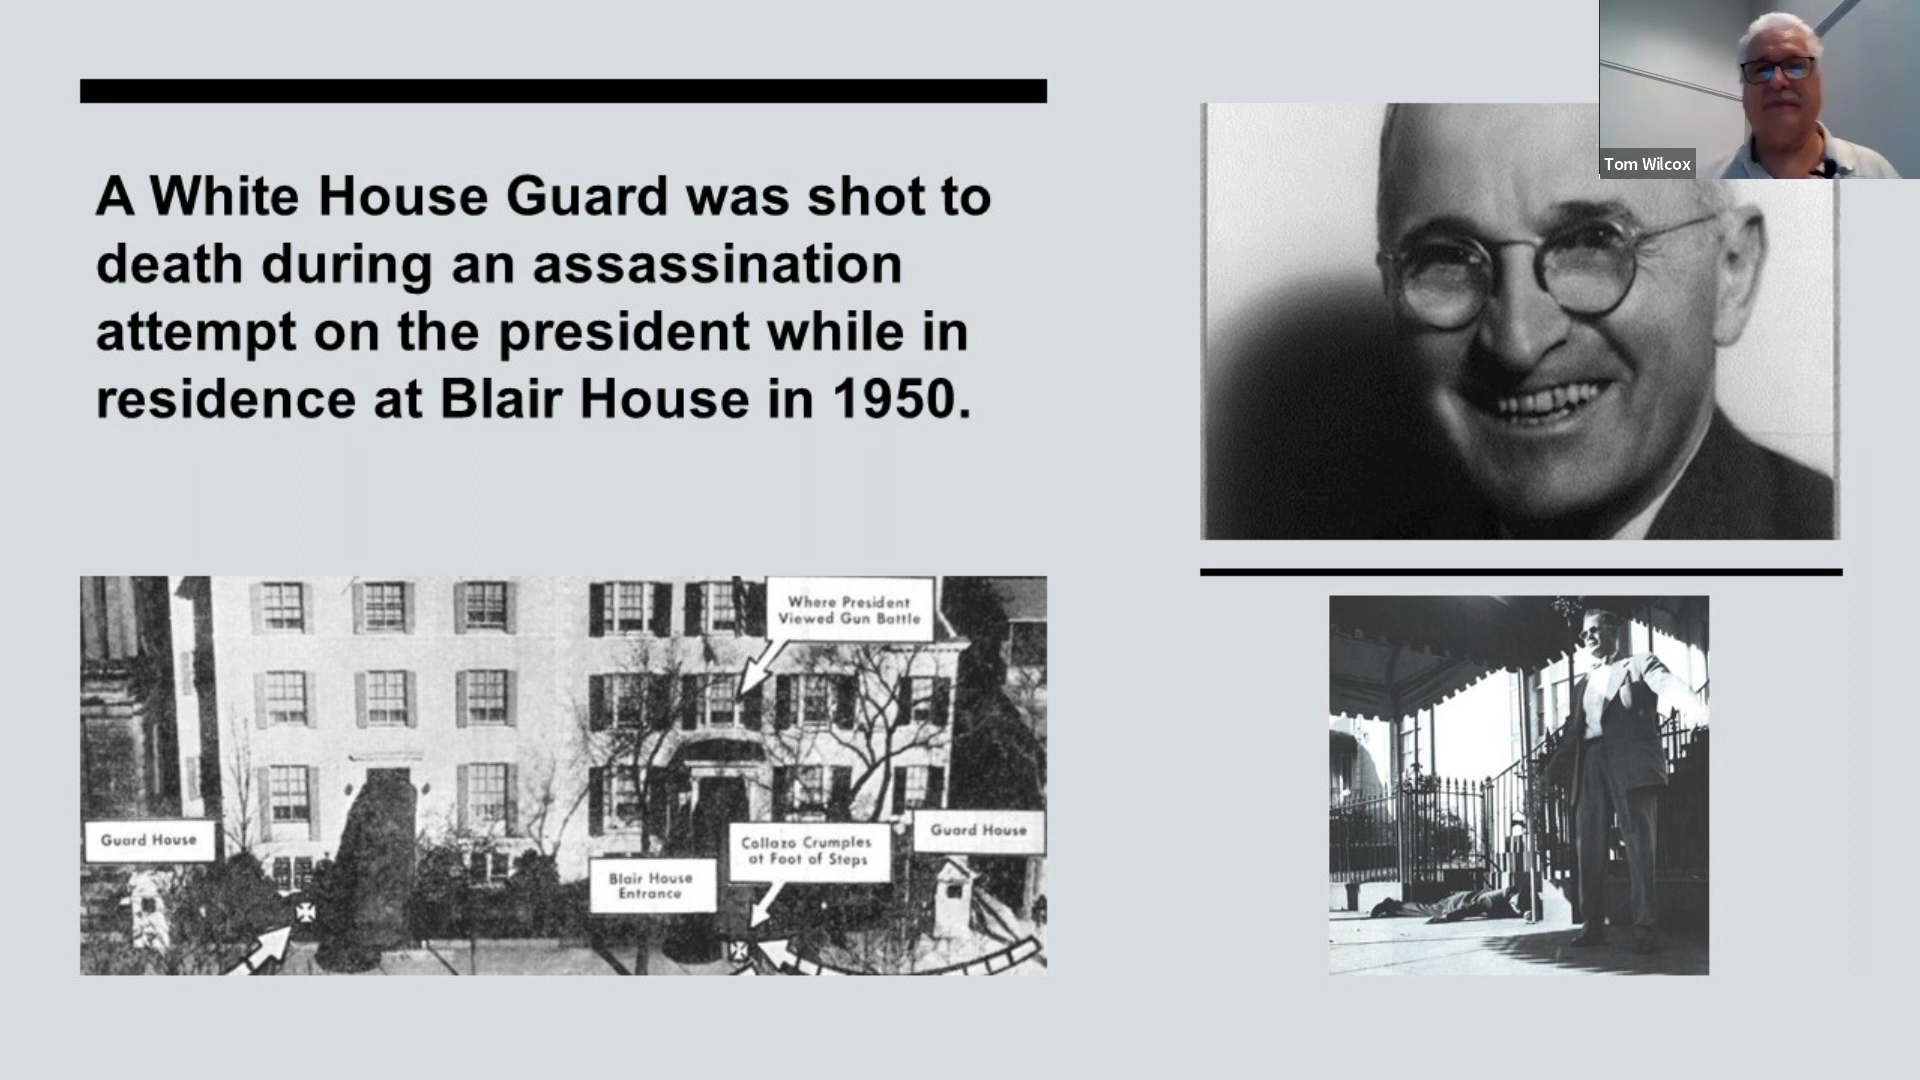 Tom Wilcox
A White House Guard was shot to
death during an assassination
attempt on the president while in
residence at Blair House in 1950.
Where President
Viewed Gun Battle
Guard House
Collazo Crumples
at Foot of Steps
Guard House
Blair House
Entrance